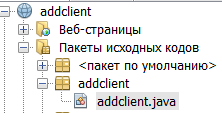 addclient
Веб-страницы
Пакеты исходных кодов
<пакет по умолчанию>
addclient
addclient.java